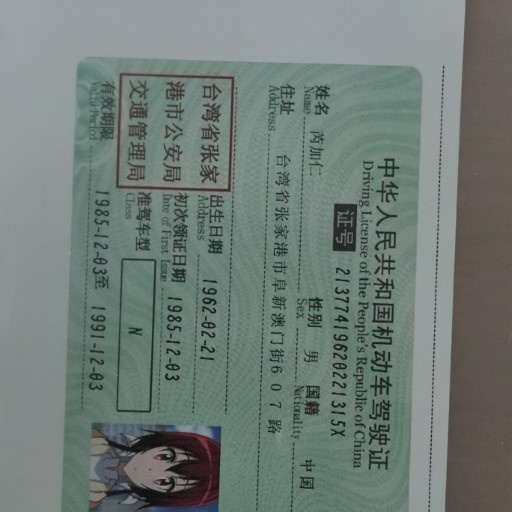 中华人民共和国机动车驾驶证
Driving License of the People's Republic of China
证号 21377419620221315X
姓名 芮加仁 性别 男 国籍 中国
Name Sex Nationality
住址 台湾省张家港市阜新澳门街607路
Address
台湾省张家
港市公安局
交通管理局
出生日期 1962-02-21
Address
初次领证日期 1985-12-03
Date of First Issue
准驾车型 N
Class
有效期限 1985-12-03至 1991-12-03
Valid Period